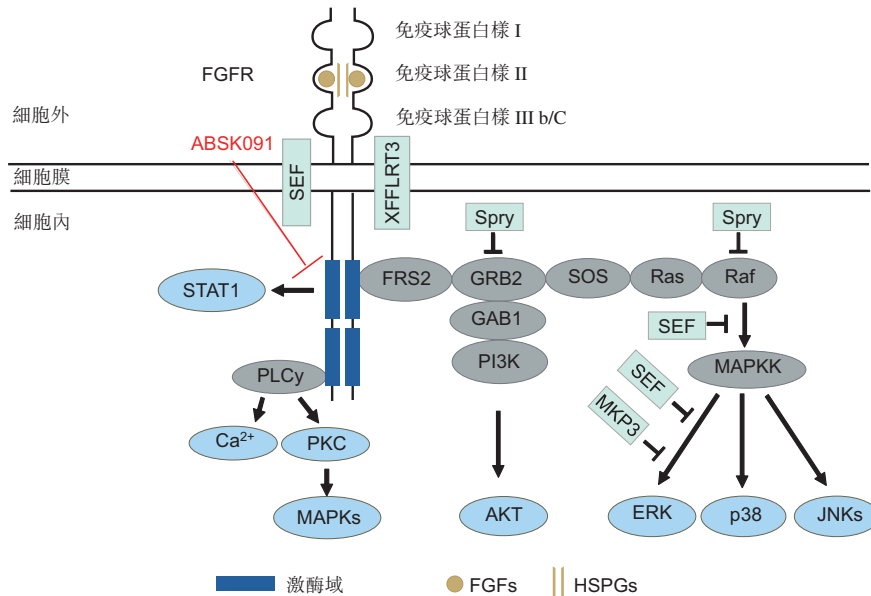 免疫球蛋白樣 I
FGFR
免疫球蛋白樣 II
細胞外
免疫球蛋白樣 III b/C
ABSK091
SEF
XFFLRT3
細胞膜
細胞內
Spry
Spry
STAT1
FRS2
GRB2
SOS
Ras
Raf
GAB1
SEF
PI3K
MAPKK
PLCy
SEF
MKP3
Ca²⁺
PKC
MAPKs
AKT
ERK
p38
JNKs
激酶域
FGFs
HSPGs